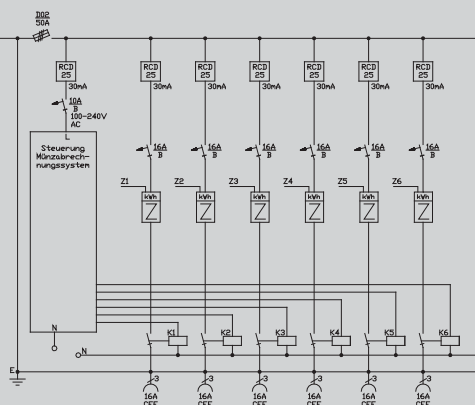 D02
50A
RCD
25
RCD
25
RCD
25
RCD
25
RCD
25
RCD
25
RCD
25
30mA
30mA
30mA
30mA
30mA
30mA
30mA
10A
B
100-240V
AC
L
Steuerung
Münzabrech-
nungssystem
16A
B
16A
B
16A
B
16A
B
16A
B
16A
B
Z1
Z2
Z3
Z4
Z5
Z6
kWh
Z
kWh
Z
kWh
Z
kWh
Z
kWh
Z
kWh
Z
N
K1
K2
K3
K4
K5
K6
N
E
3
3
3
3
3
3
16A
CEE
16A
CEE
16A
CEE
16A
CEE
16A
CEE
16A
CEE